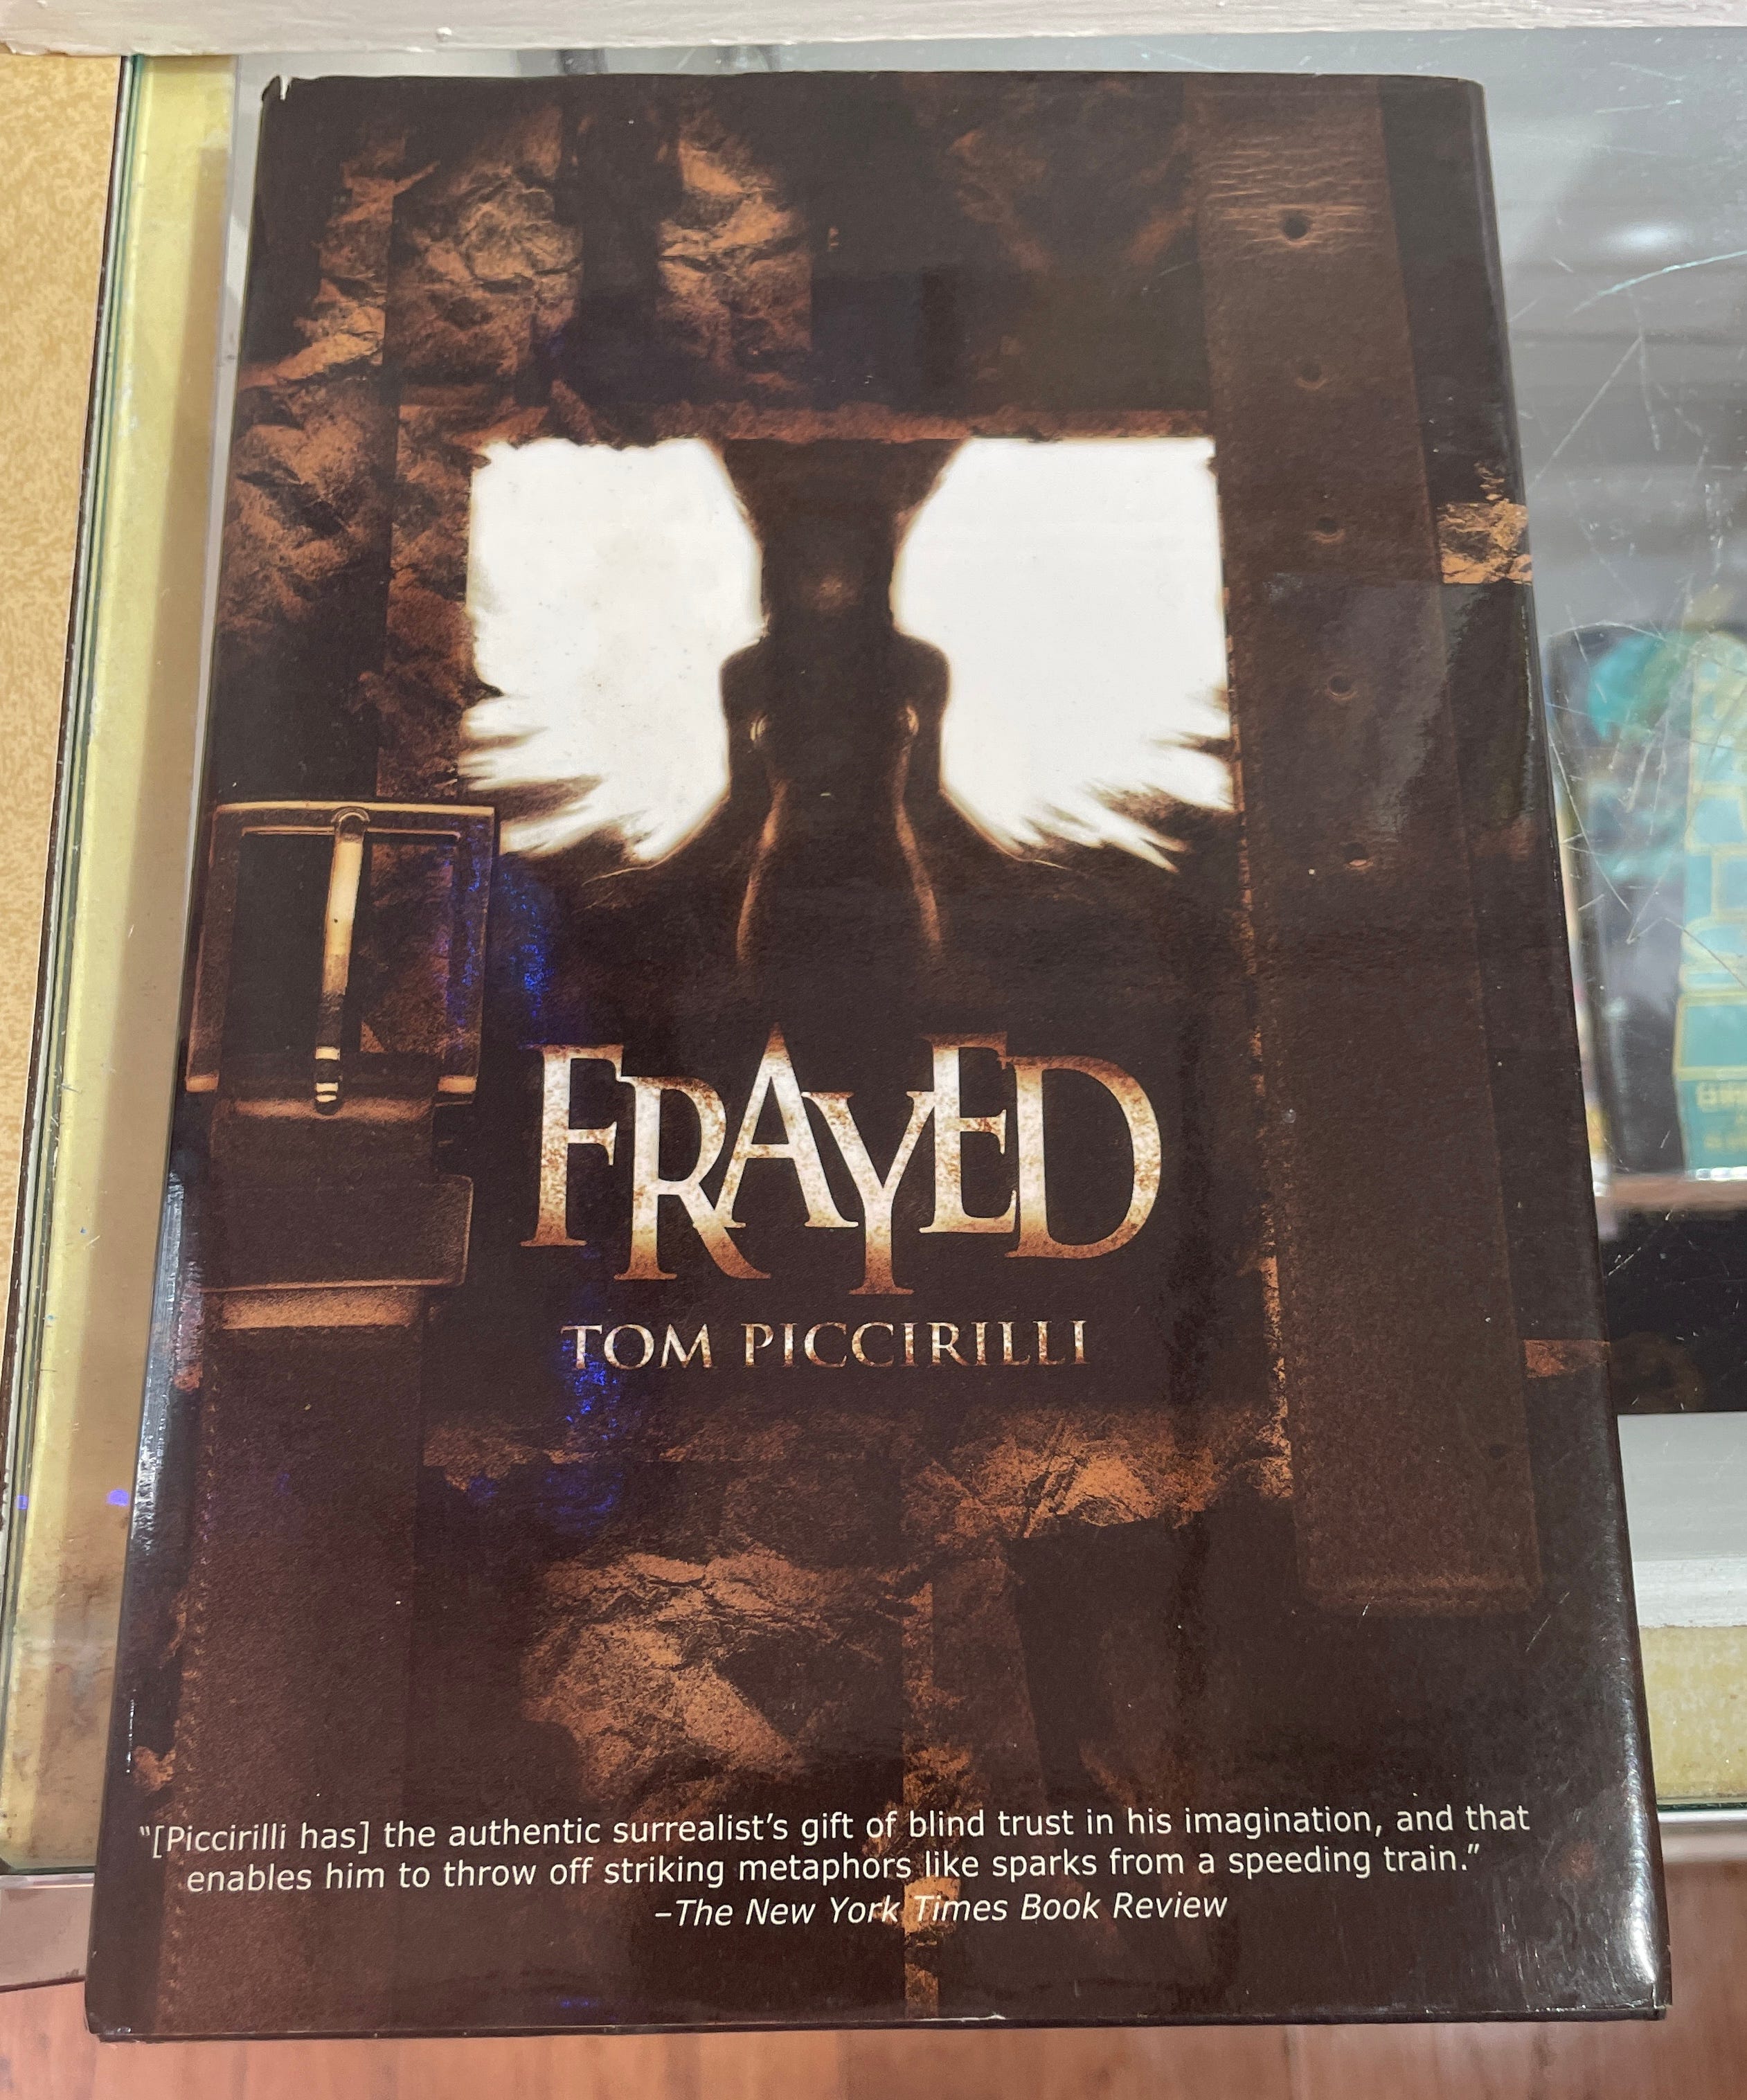 FRAYED
TOM PICCIRILLI
"[Piccirilli has] the authentic surrealist's gift of blind trust in his imagination, and that
enables him to throw off striking metaphors like sparks from a speeding train."
–The New York Times Book Review